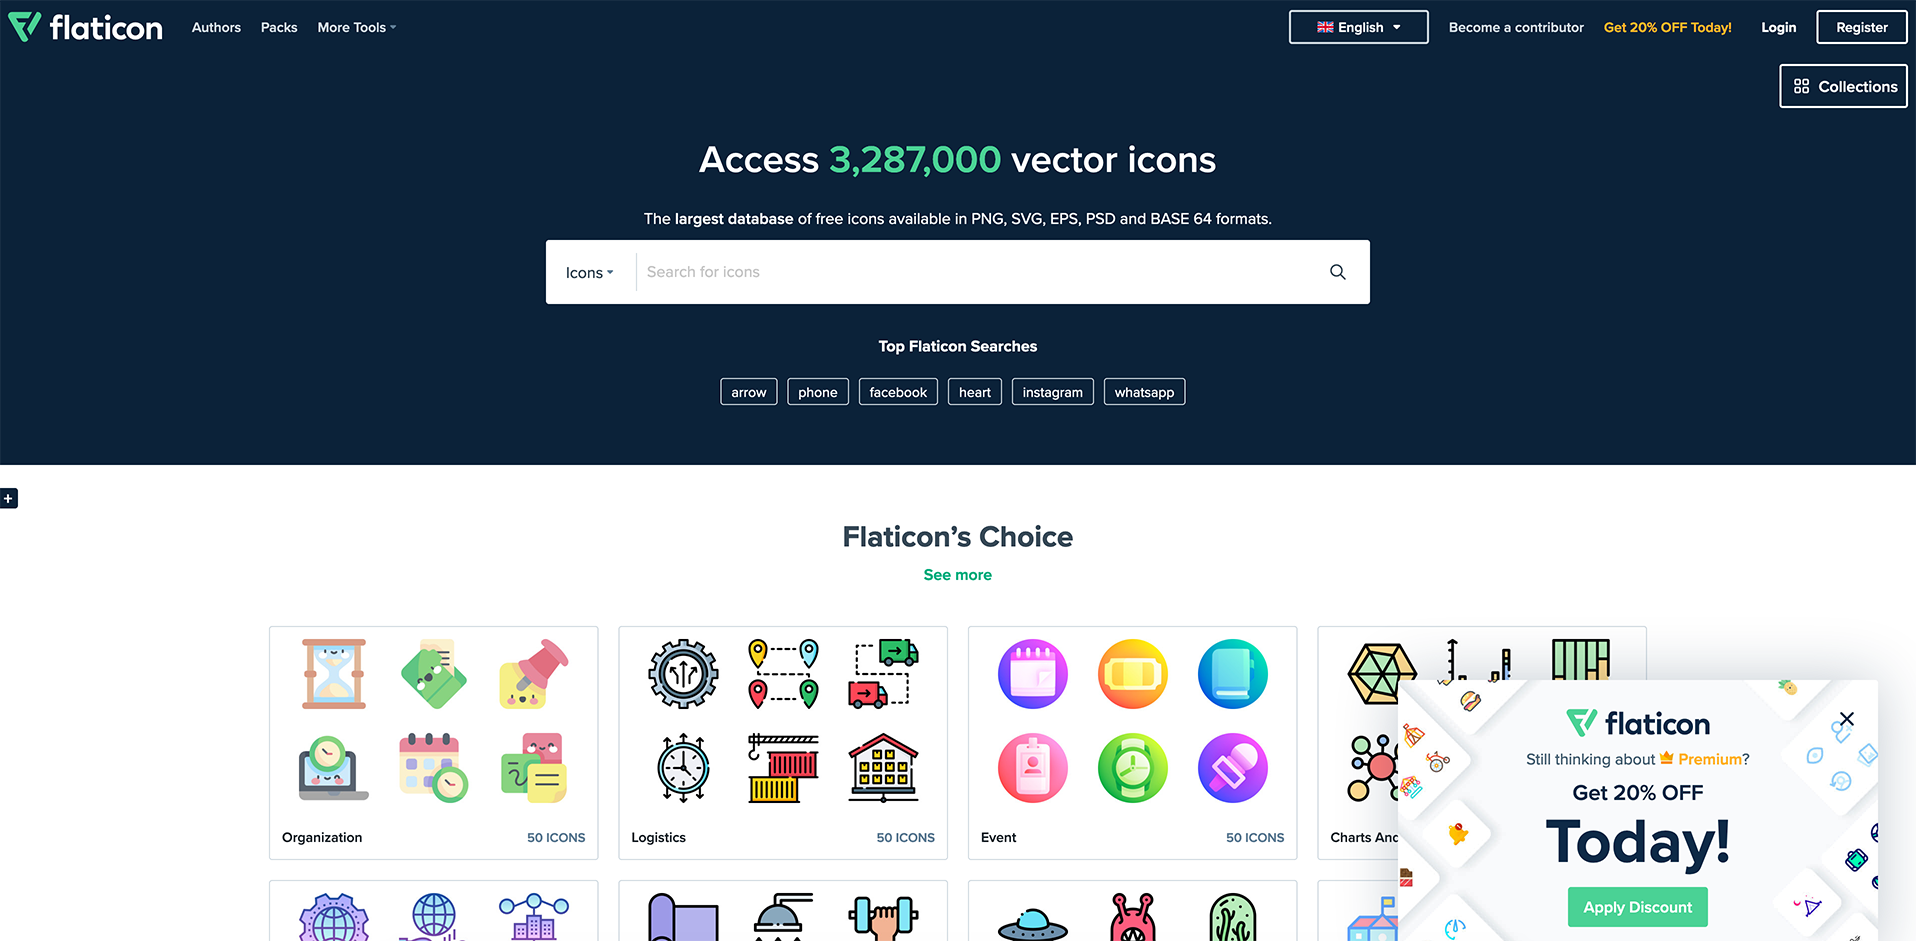 flaticon
Authors
Packs
More Tools
English
Become a contributor
Get 20% OFF Today!
Login
Register
Collections
Access 3,287,000 vector icons
The largest database of free icons available in PNG, SVG, EPS, PSD and BASE 64 formats.
Icons
Search for icons
Top Flaticon Searches
arrow
phone
facebook
heart
instagram
whatsapp
+
Flaticon's Choice
See more
Organization
50 ICONS
Logistics
50 ICONS
Event
50 ICONS
Charts And
flaticon
Still thinking about Premium?
Get 20% OFF
Today!
Apply Discount